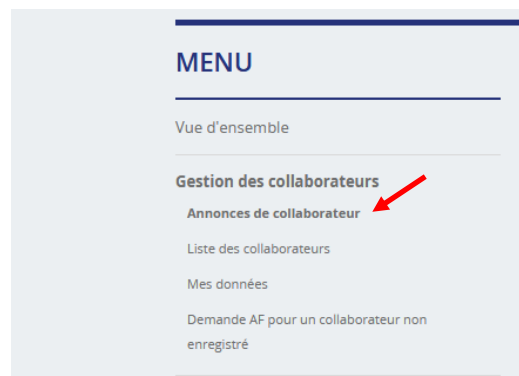 MENU
Vue d'ensemble
Gestion des collaborateurs
Annonces de collaborateur
Liste des collaborateurs
Mes données
Demande AF pour un collaborateur non
enregistré